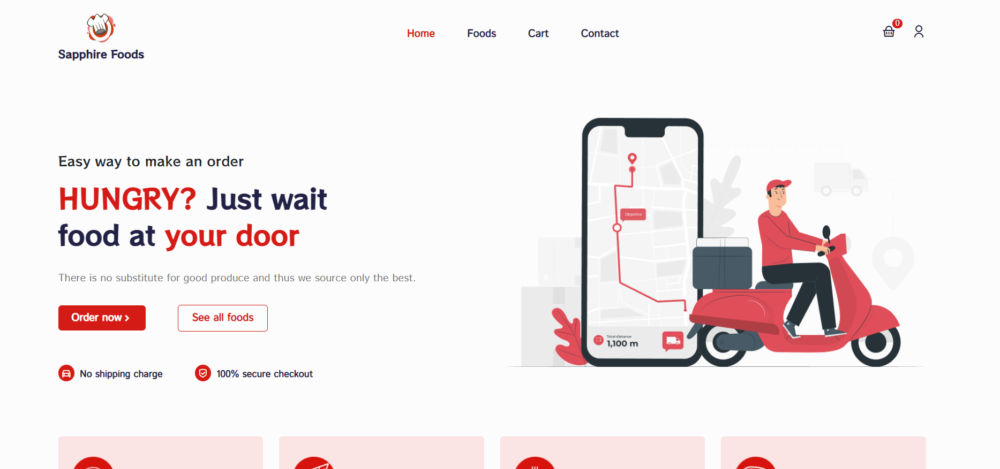 Sapphire Foods
Home
Foods
Cart
Contact
0
Easy way to make an order
HUNGRY? Just wait
food at your door
There is no substitute for good produce and thus we source only the best.
Order now
See all foods
No shipping charge
100% secure checkout
Objective
Total distance
1,100 m